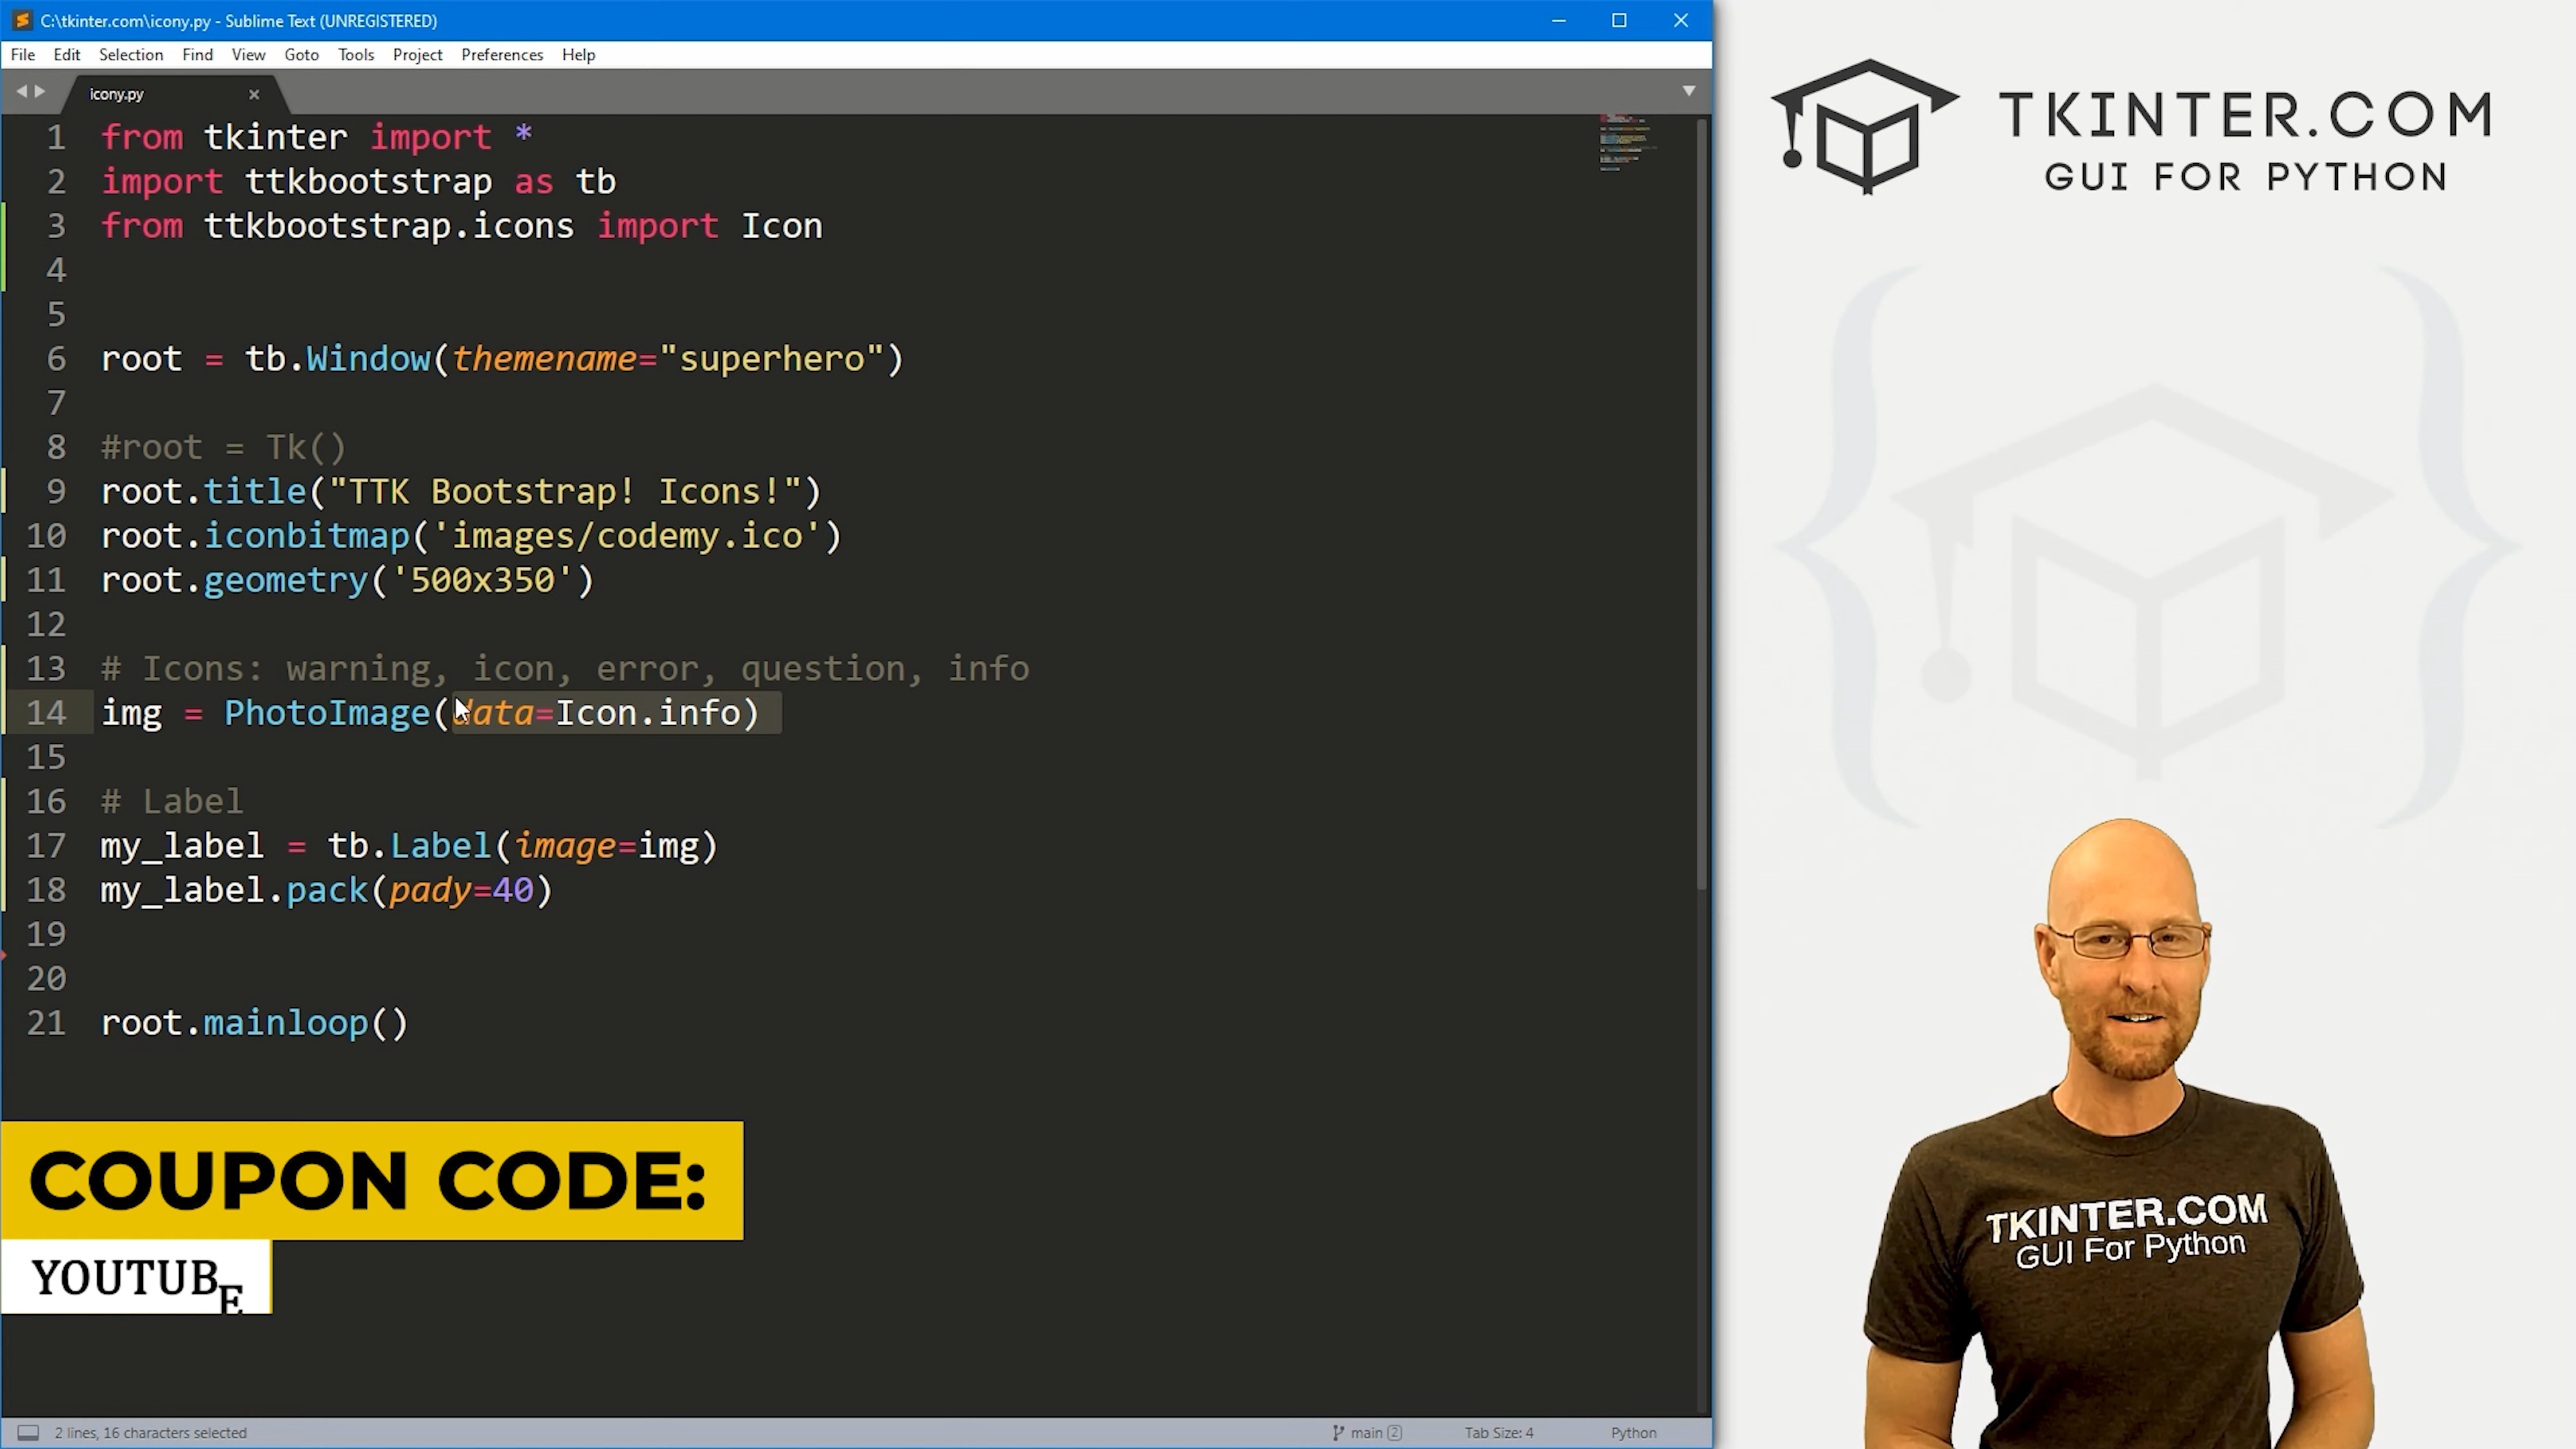 C:\tkinter.com\icony.py - Sublime Text (UNREGISTERED)
File Edit Selection Find View Goto Tools Project Preferences Help
icony.py
1 from tkinter import *
2 import ttkbootstrap as tb
3 from ttkbootstrap.icons import Icon
4
5
6 root = tb.Window(themename="superhero")
7
8 #root = Tk()
9 root.title("TTK Bootstrap! Icons!")
10 root.iconbitmap('images/codemy.ico')
11 root.geometry('500x350')
12
13 # Icons: warning, icon, error, question, info
14 img = PhotoImage(data=Icon.info)
15
16 # Label
17 my_label = tb.Label(image=img)
18 my_label.pack(pady=40)
19
20
21 root.mainloop()
COUPON CODE:
YOUTUBE
2 lines, 16 characters selected
main 2
Tab Size: 4
Python
TKINTER.COM
GUI FOR PYTHON
TKINTER.COM
GUI For Python